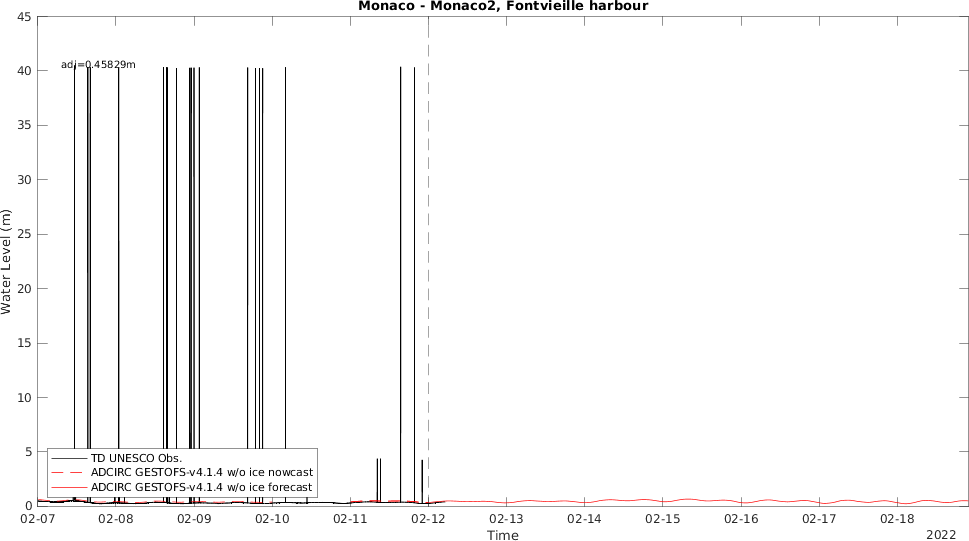 Monaco - Monaco2, Fontvieille harbour
45
40
35
30
25
20
15
10
5
0
Water Level (m)
adj=0.45829m
TD UNESCO Obs.
ADCIRC GESTOFS-v4.1.4 w/o ice nowcast
ADCIRC GESTOFS-v4.1.4 w/o ice forecast
02-07 02-08 02-09 02-10 02-11 02-12 02-13 02-14 02-15 02-16 02-17 02-18
Time
2022